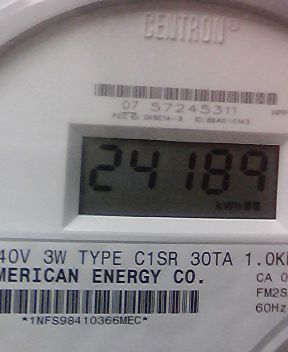 CENTRON
07 57245311
24189
kWh
40V 3W TYPE C1SR 30TA 1.0K
MERICAN ENERGY CO.
CA 0
FM2S
60Hz
*1NFS98410366MEC*